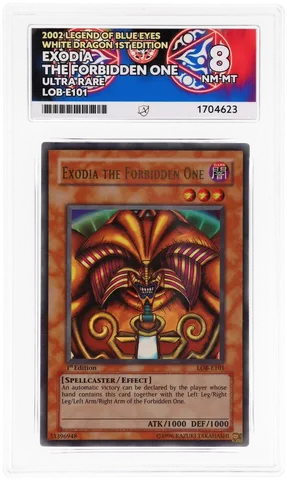 2002 LEGEND OF BLUE EYES
WHITE DRAGON 1ST EDITION
EXODIA
THE FORBIDDEN ONE
ULTRA RARE
LOB-E101
8
NM-MT
1704623
EXODIA THE FORBIDDEN ONE
1st Edition
LOB-E101
[SPELLCASTER/EFFECT]
An automatic victory can be declared by the player whose
hand contains this card together with the Left Leg/Right
Leg/Left Arm/Right Arm of the Forbidden One.
ATK/1000 DEF/1000
33396948
©1996 KAZUKI TAKAHASHI